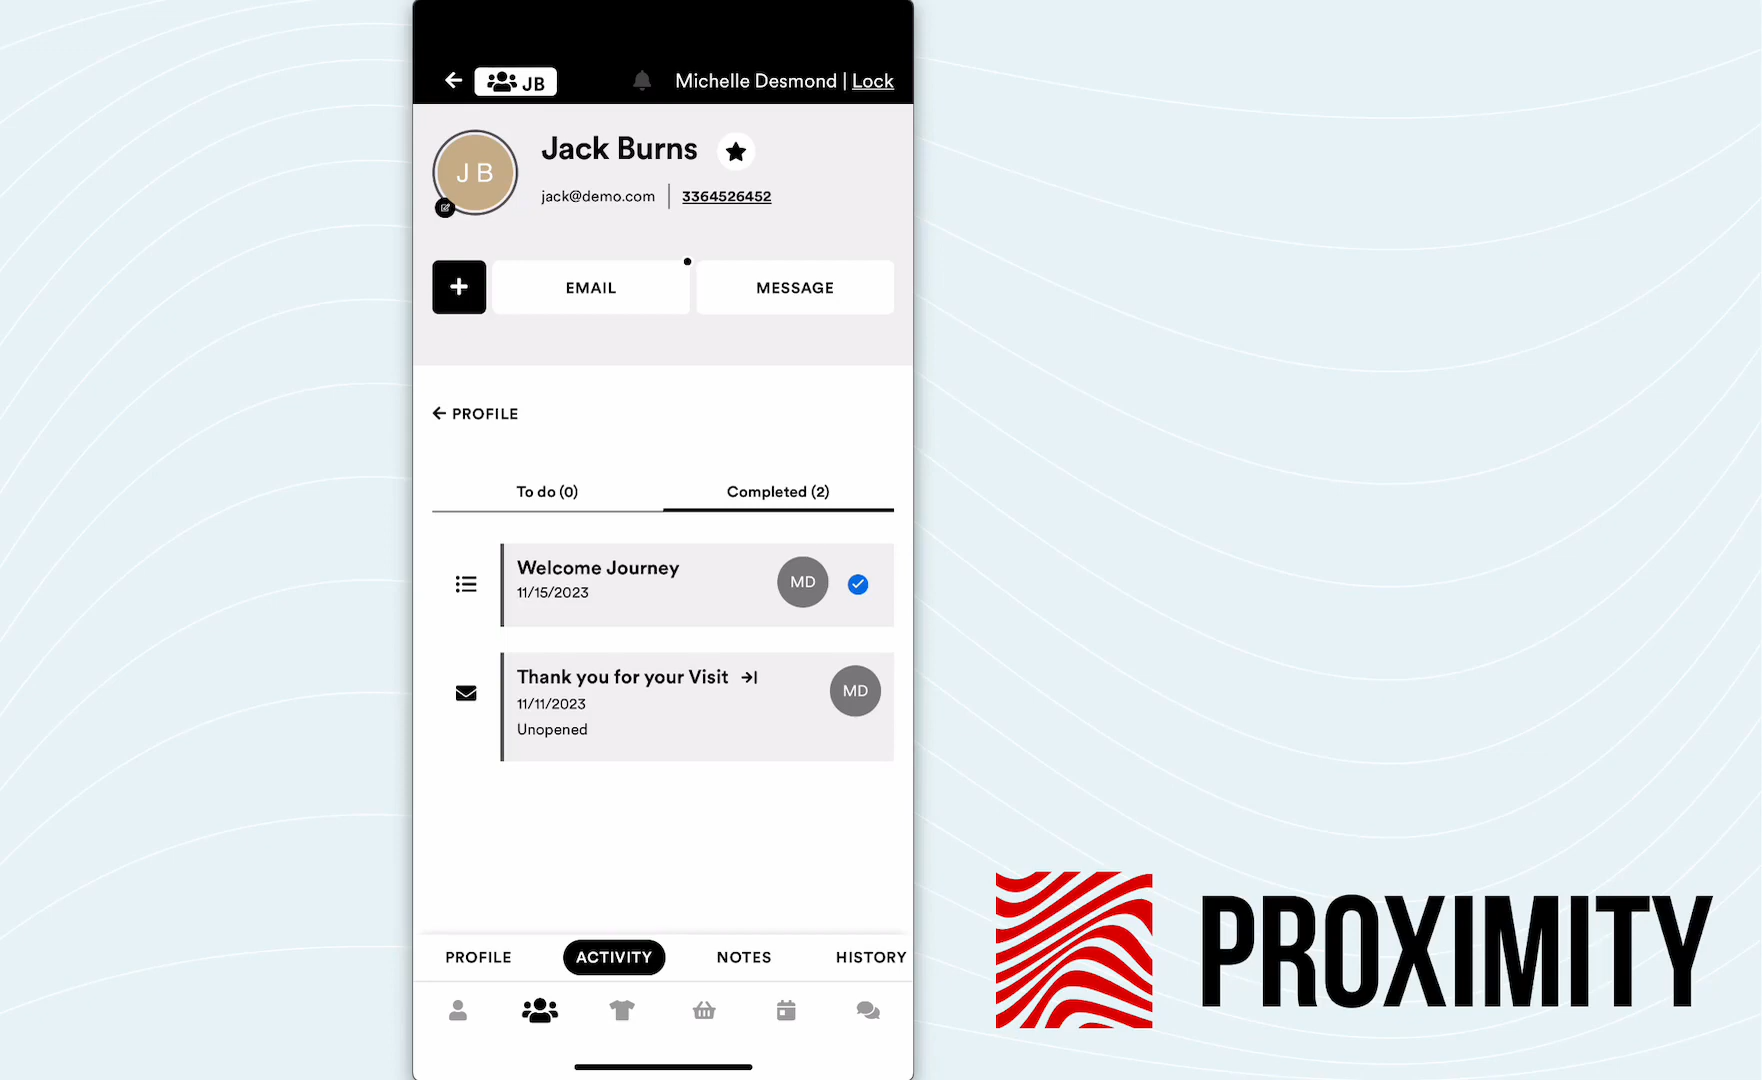 JB
Michelle Desmond | Lock
J B
Jack Burns
jack@demo.com
3364526452
EMAIL
MESSAGE
PROFILE
To do (0)
Completed (2)
Welcome Journey
11/15/2023
MD
Thank you for your Visit
11/11/2023
Unopened
MD
PROFILE
ACTIVITY
NOTES
HISTORY
PROXIMITY